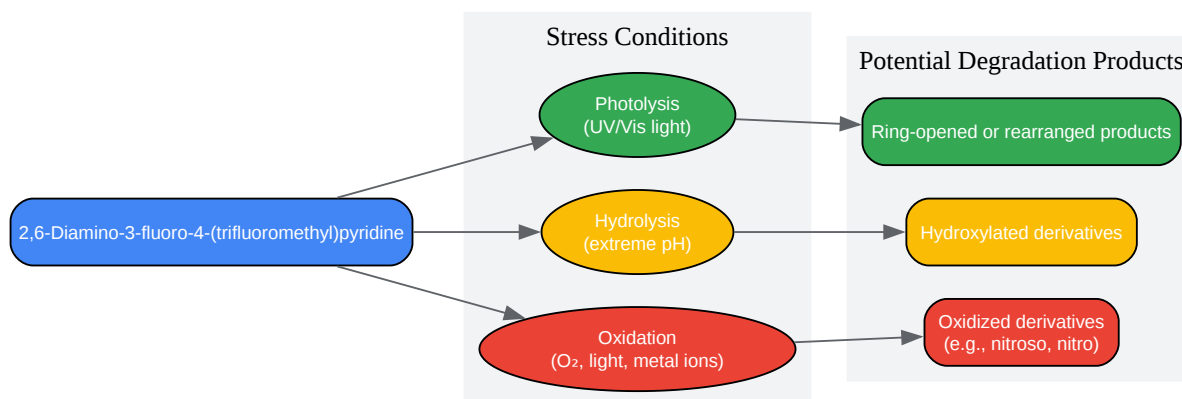 Stress Conditions
Potential Degradation Products
Photolysis
(UV/Vis light)
Ring-opened or rearranged products
2,6-Diamino-3-fluoro-4-(trifluoromethyl)pyridine
Hydrolysis
(extreme pH)
Hydroxylated derivatives
Oxidation
(O₂, light, metal ions)
Oxidized derivatives
(e.g., nitroso, nitro)